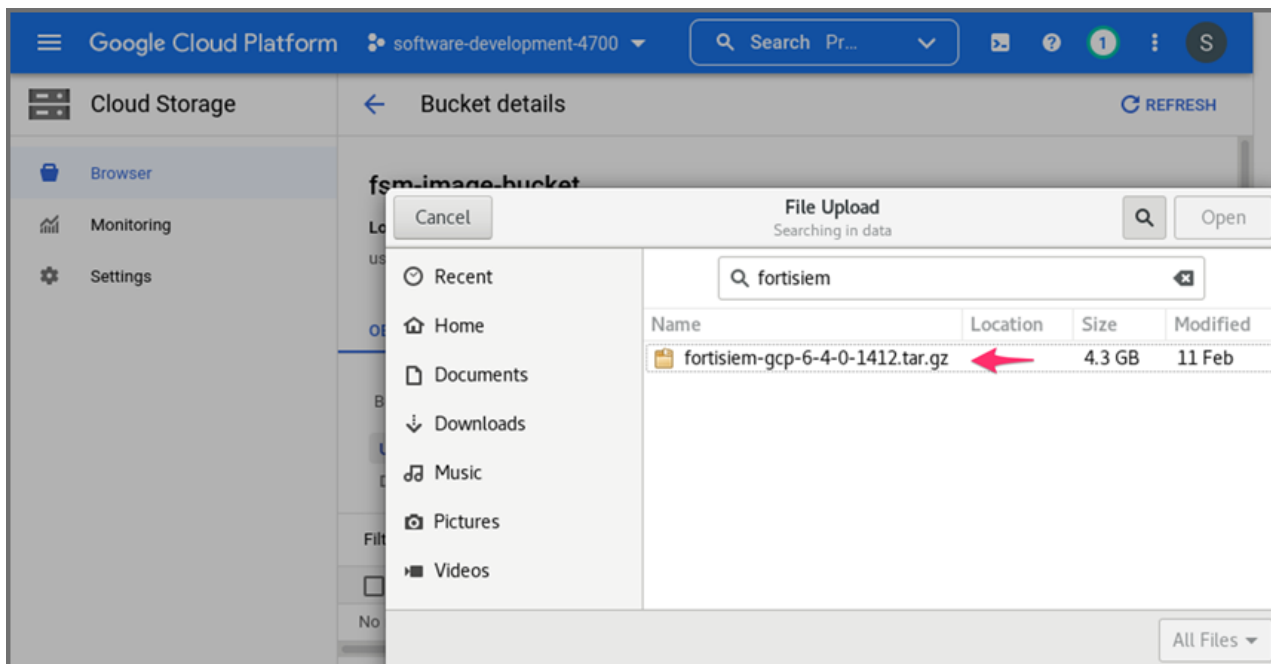 Google Cloud Platform software-development-4700 Search Pr... 1 S
Cloud Storage Bucket details REFRESH
Browser
fsm-image-bucket
Monitoring
Settings
Cancel File Upload Open
Searching in data
Recent
Home
Documents
Downloads
Music
Pictures
Videos
fortisiem
Name Location Size Modified
fortisiem-gcp-6-4-0-1412.tar.gz 4.3 GB 11 Feb
No
All Files